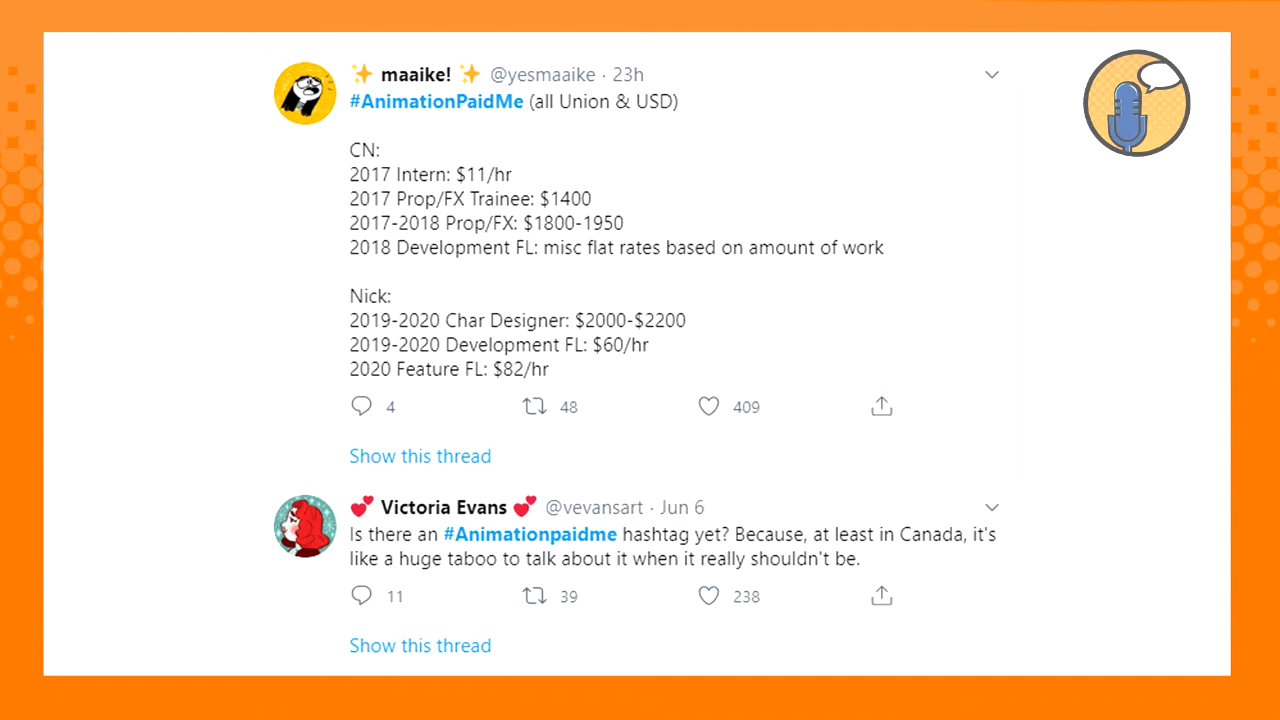 ✨ maaike! ✨ @yesmaaike · 23h
#AnimationPaidMe (all Union & USD)
CN:
2017 Intern: $11/hr
2017 Prop/FX Trainee: $1400
2017-2018 Prop/FX: $1800-1950
2018 Development FL: misc flat rates based on amount of work
Nick:
2019-2020 Char Designer: $2000-$2200
2019-2020 Development FL: $60/hr
2020 Feature FL: $82/hr
4 48 409
Show this thread
💕 Victoria Evans 💕 @vevansart · Jun 6
Is there an #Animationpaidme hashtag yet? Because, at least in Canada, it's
like a huge taboo to talk about it when it really shouldn't be.
11 39 238
Show this thread